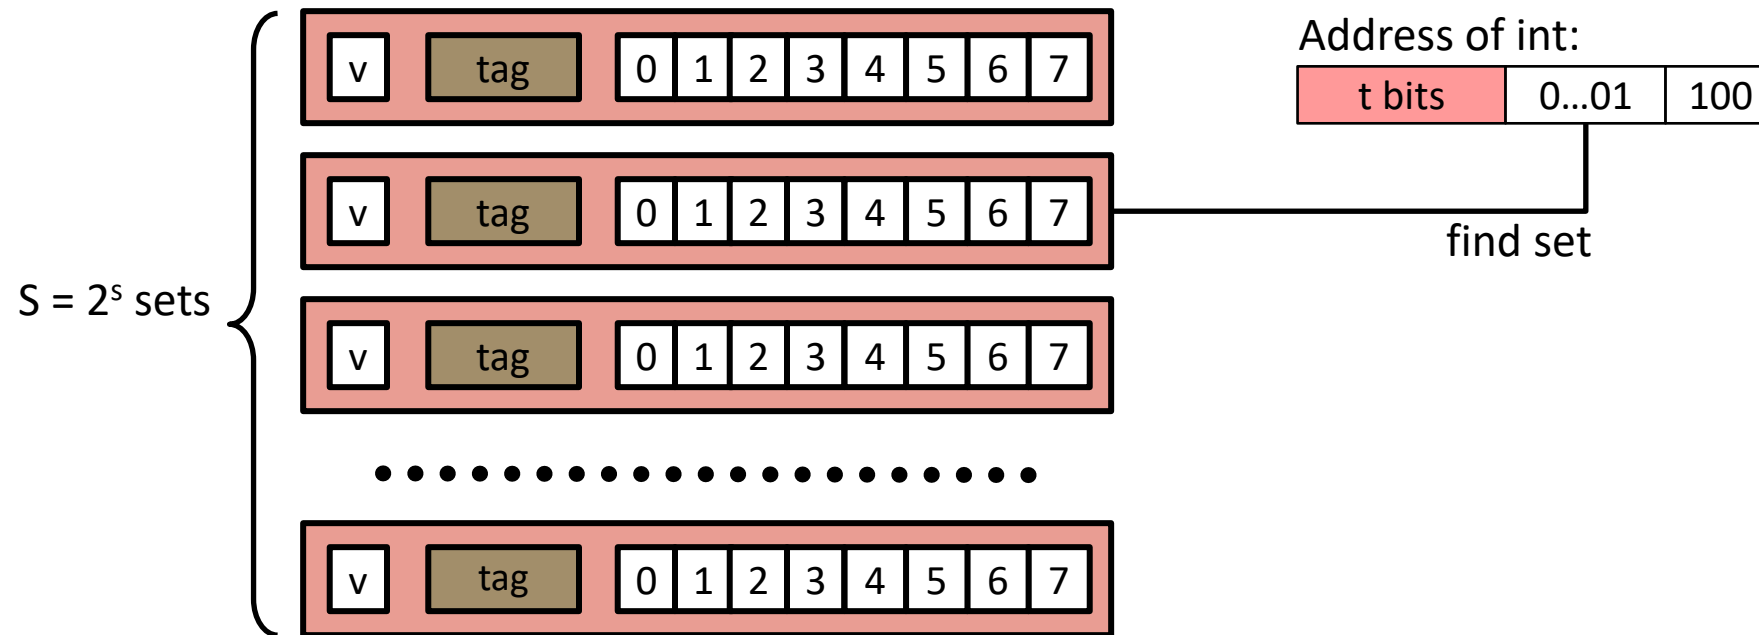 v tag 0 1 2 3 4 5 6 7
Address of int:
t bits 0...01 100
v tag 0 1 2 3 4 5 6 7
find set
S = 2ˢ sets
v tag 0 1 2 3 4 5 6 7
v tag 0 1 2 3 4 5 6 7